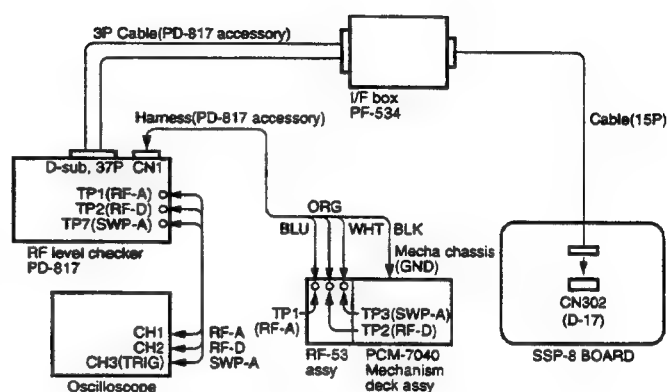 3P Cable(PD-817 accessory)
I/F box
PF-534
Harness(PD-817 accessory)
Cable(15P)
D-sub, 37P CN1
TP1(RF-A)
TP2(RF-D)
TP7(SWP-A)
RF level checker
PD-817
ORG
BLU WHT BLK
Mecha chassis
(GND)
TP1
(RF-A)
TP3(SWP-A)
TP2(RF-D)
RF-53
assy
PCM-7040
Mechanism
deck assy
CN302
(D-17)
SSP-8 BOARD
CH1 RF-A
CH2 RF-D
CH3(TRIG) SWP-A
Oscilloscope